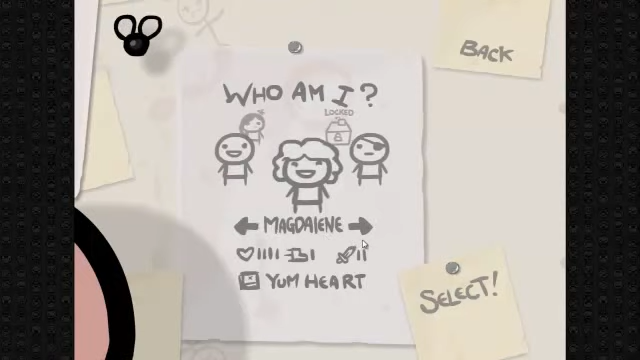 BACK
WHO AM I?
LOCKED
MAGDALENE
YUM HEART
SELECT!